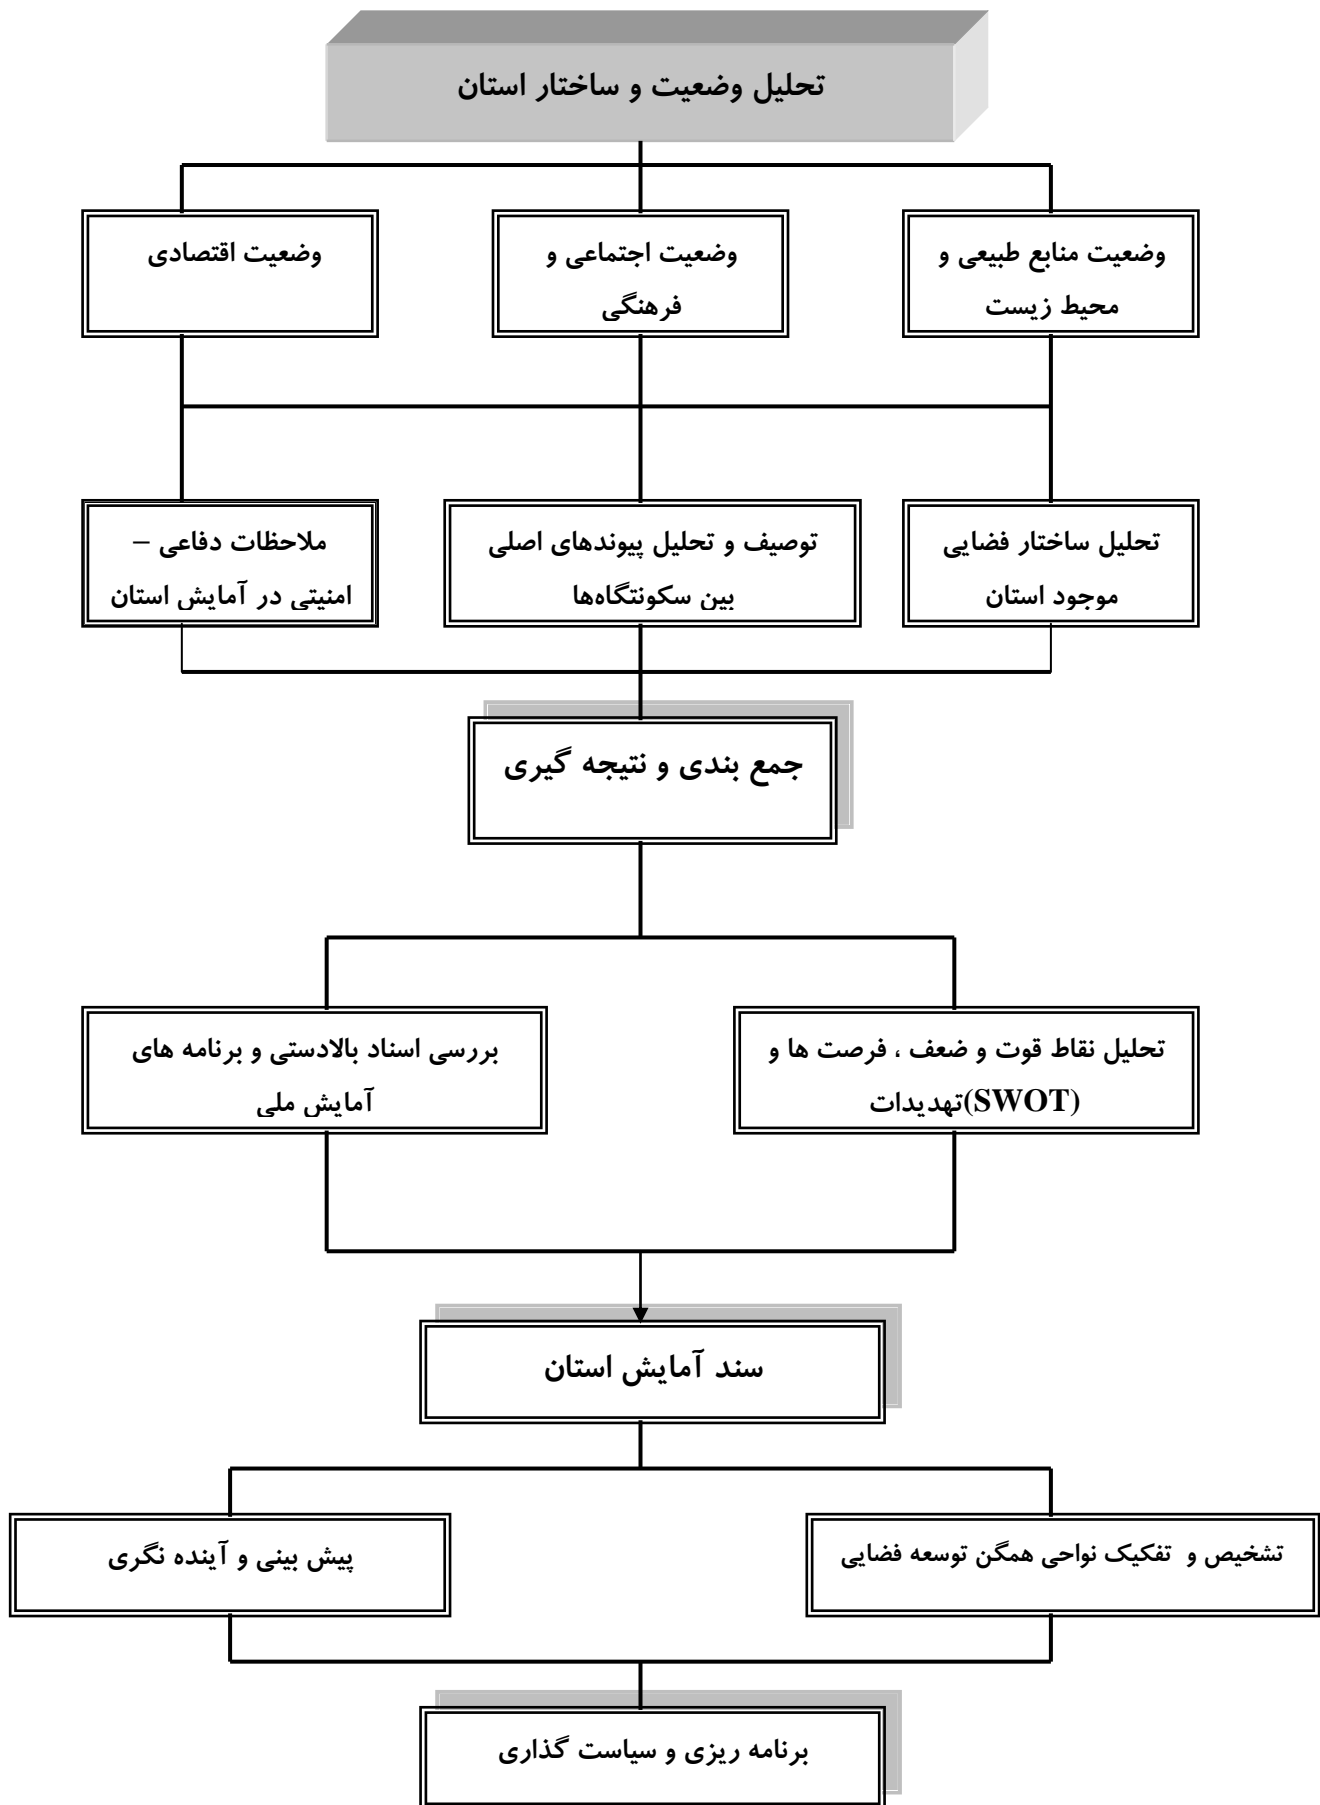 تحلیل وضعیت و ساختار استان
وضعیت منابع طبیعی و
محیط زیست
وضعیت اجتماعی و
فرهنگی
وضعیت اقتصادی
تحلیل ساختار فضایی
موجود استان
توصیف و تحلیل پیوندهای اصلی
بین سکونتگاه‌ها
ملاحظات دفاعی –
امنیتی در آمایش استان
جمع بندی و نتیجه گیری
تحلیل نقاط قوت و ضعف ، فرصت ها و
تهدیدات(SWOT)
بررسی اسناد بالادستی و برنامه های
آمایش ملی
سند آمایش استان
تشخیص و تفکیک نواحی همگن توسعه فضایی
پیش بینی و آینده نگری
برنامه ریزی و سیاست گذاری